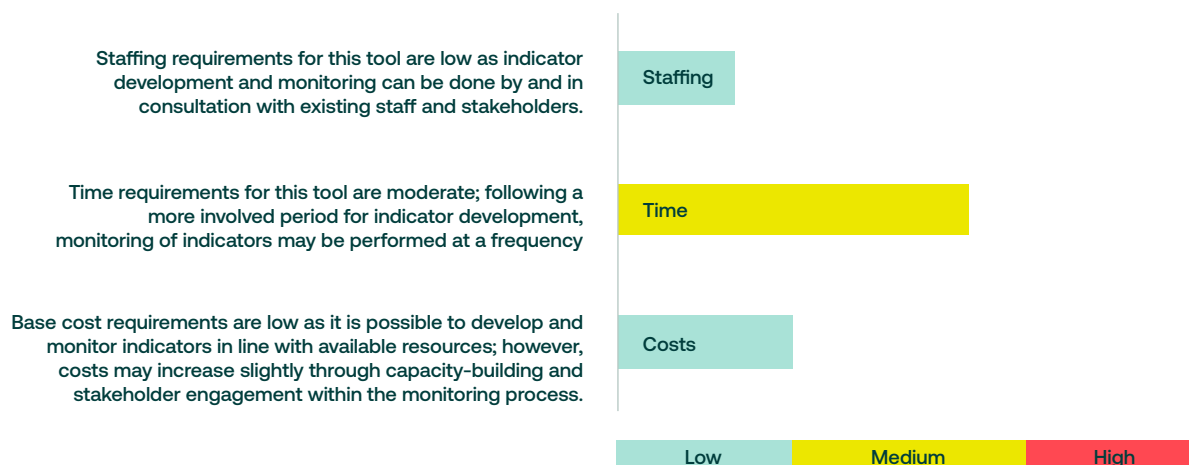 Staffing requirements for this tool are low as indicator
development and monitoring can be done by and in
consultation with existing staff and stakeholders.
Staffing
Time requirements for this tool are moderate; following a
more involved period for indicator development,
monitoring of indicators may be performed at a frequency
Time
Base cost requirements are low as it is possible to develop and
monitor indicators in line with available resources; however,
costs may increase slightly through capacity-building and
stakeholder engagement within the monitoring process.
Costs
Low Medium High